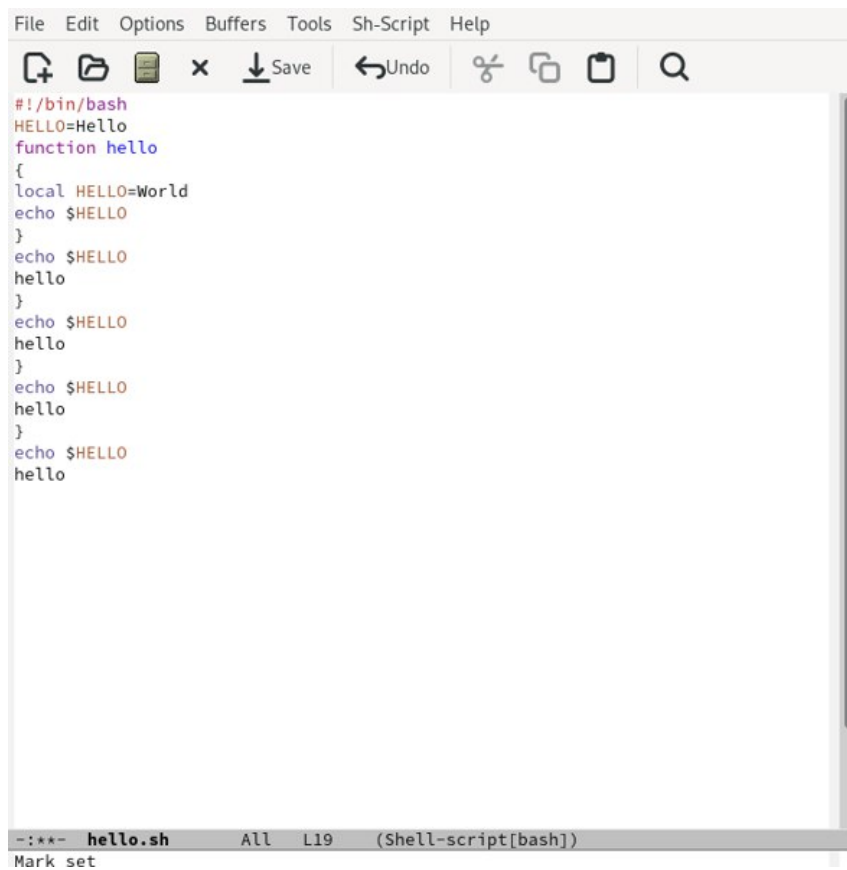 File Edit Options Buffers Tools Sh-Script Help
Save Undo
#!/bin/bash
HELLO=Hello
function hello
{
local HELLO=World
echo $HELLO
}
echo $HELLO
hello
}
echo $HELLO
hello
}
echo $HELLO
hello
}
echo $HELLO
hello
-:**- hello.sh All L19 (Shell-script[bash])
Mark set